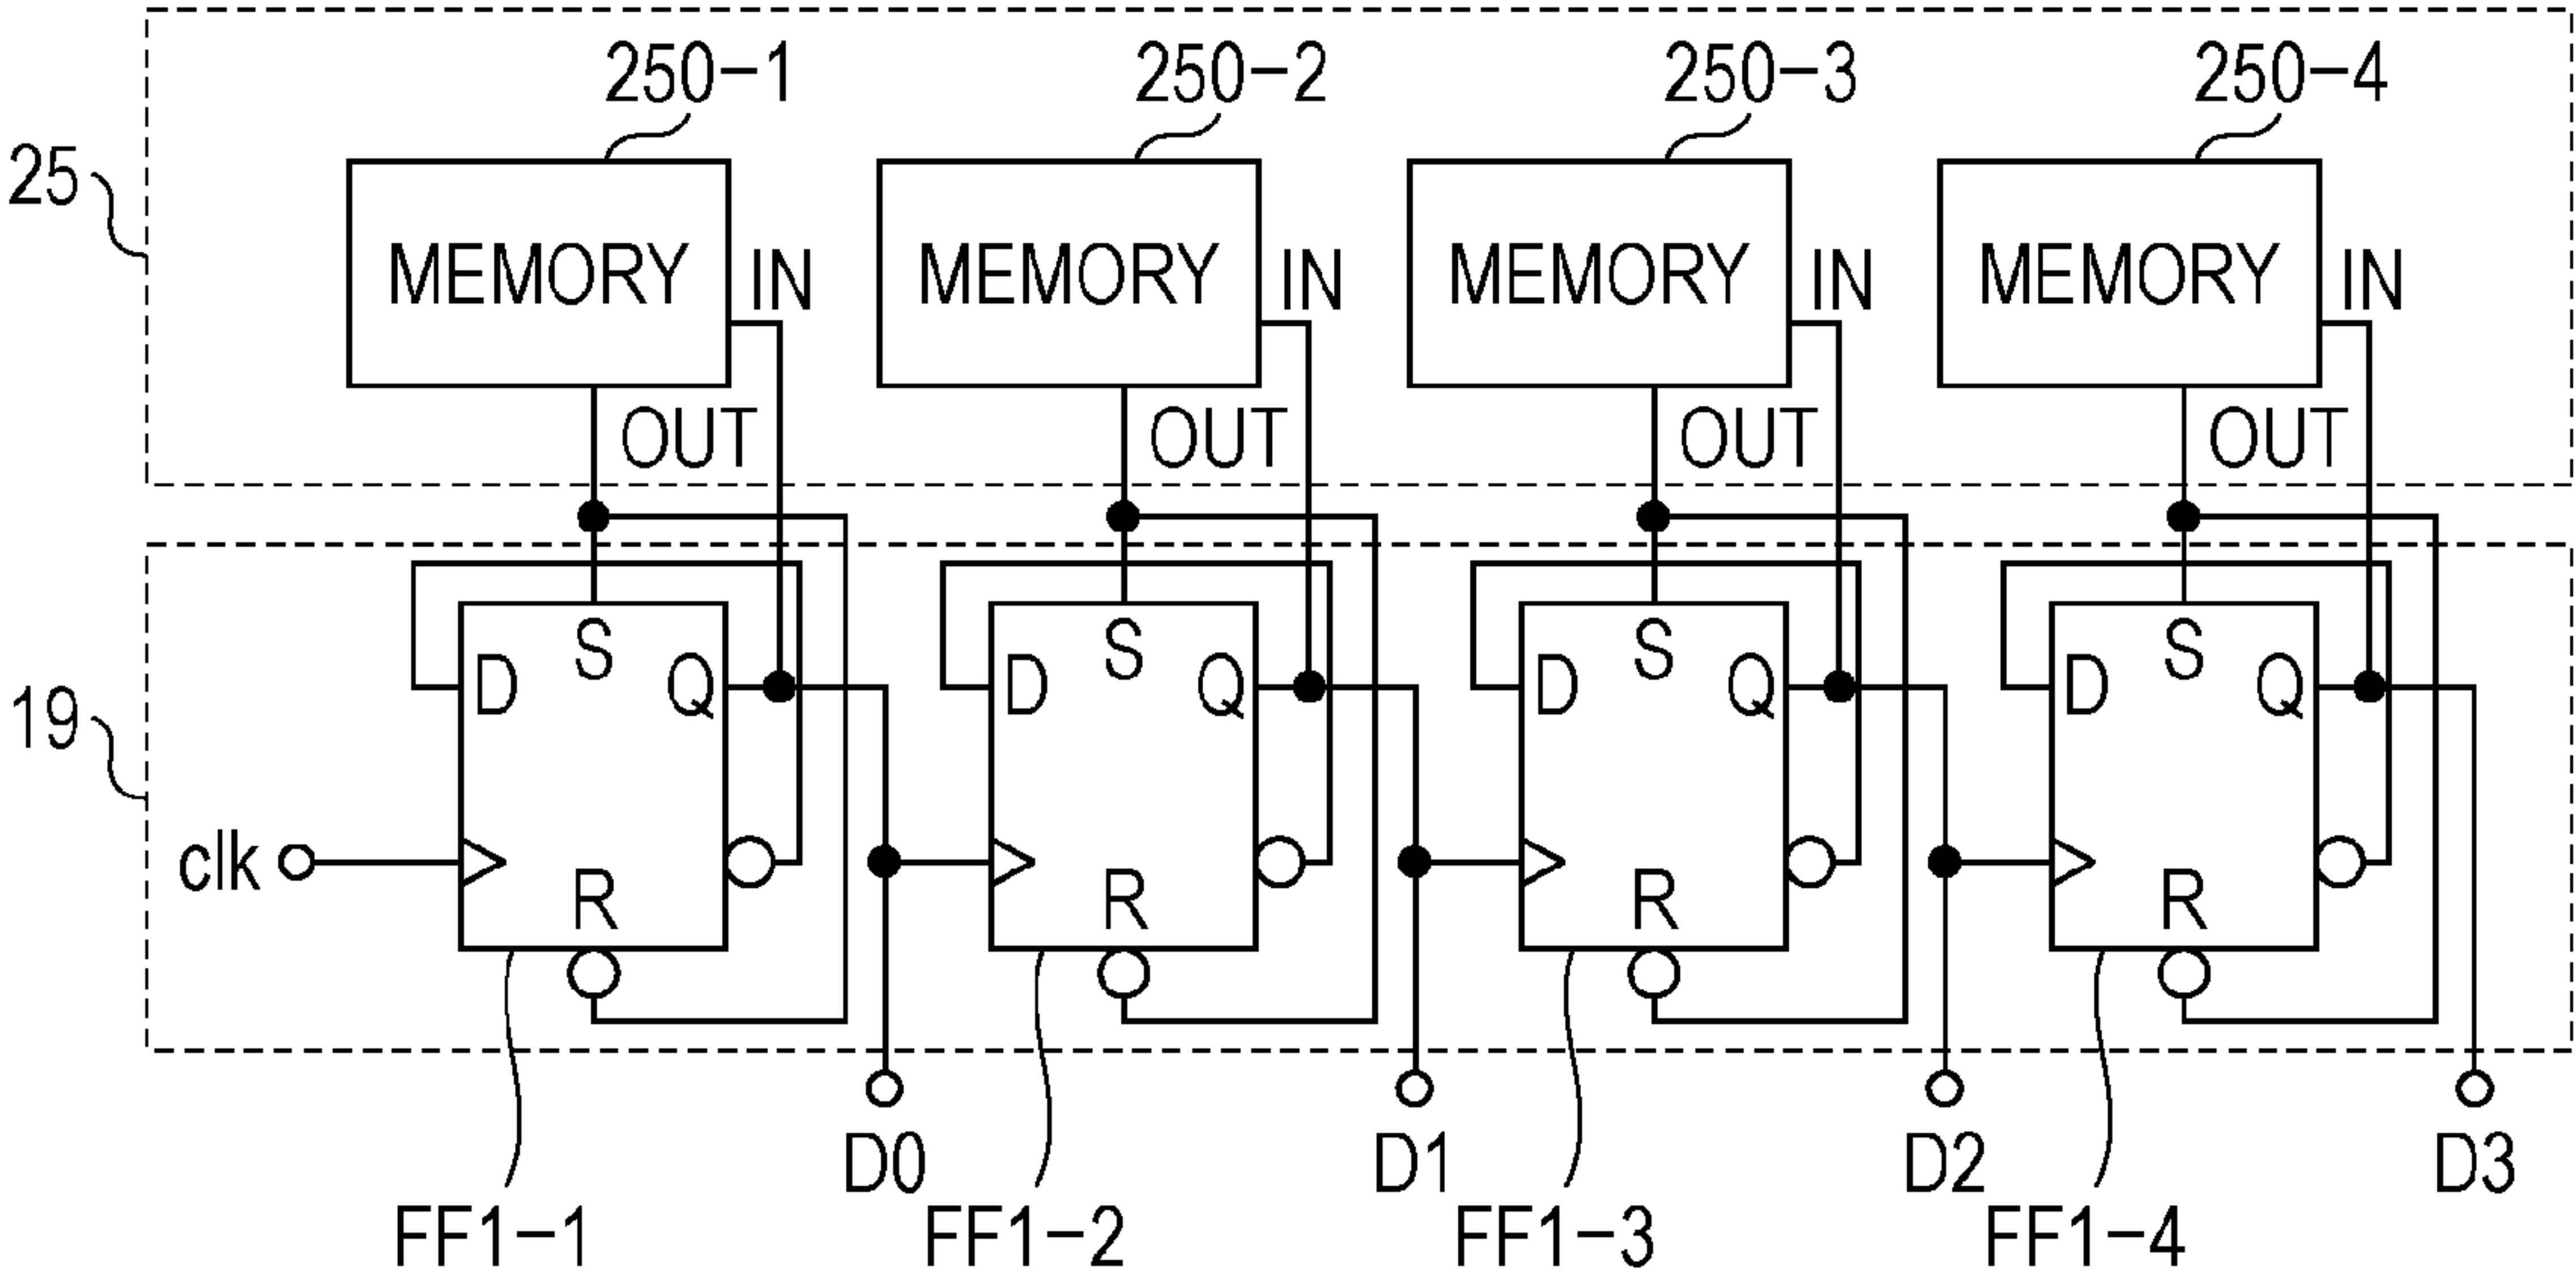 250-1 250-2 250-3 250-4
25
MEMORY IN MEMORY IN MEMORY IN MEMORY IN
OUT OUT OUT OUT
19
S S S S
D Q D Q D Q D Q
clk
R R R R
D0 D1 D2 D3
FF1-1 FF1-2 FF1-3 FF1-4